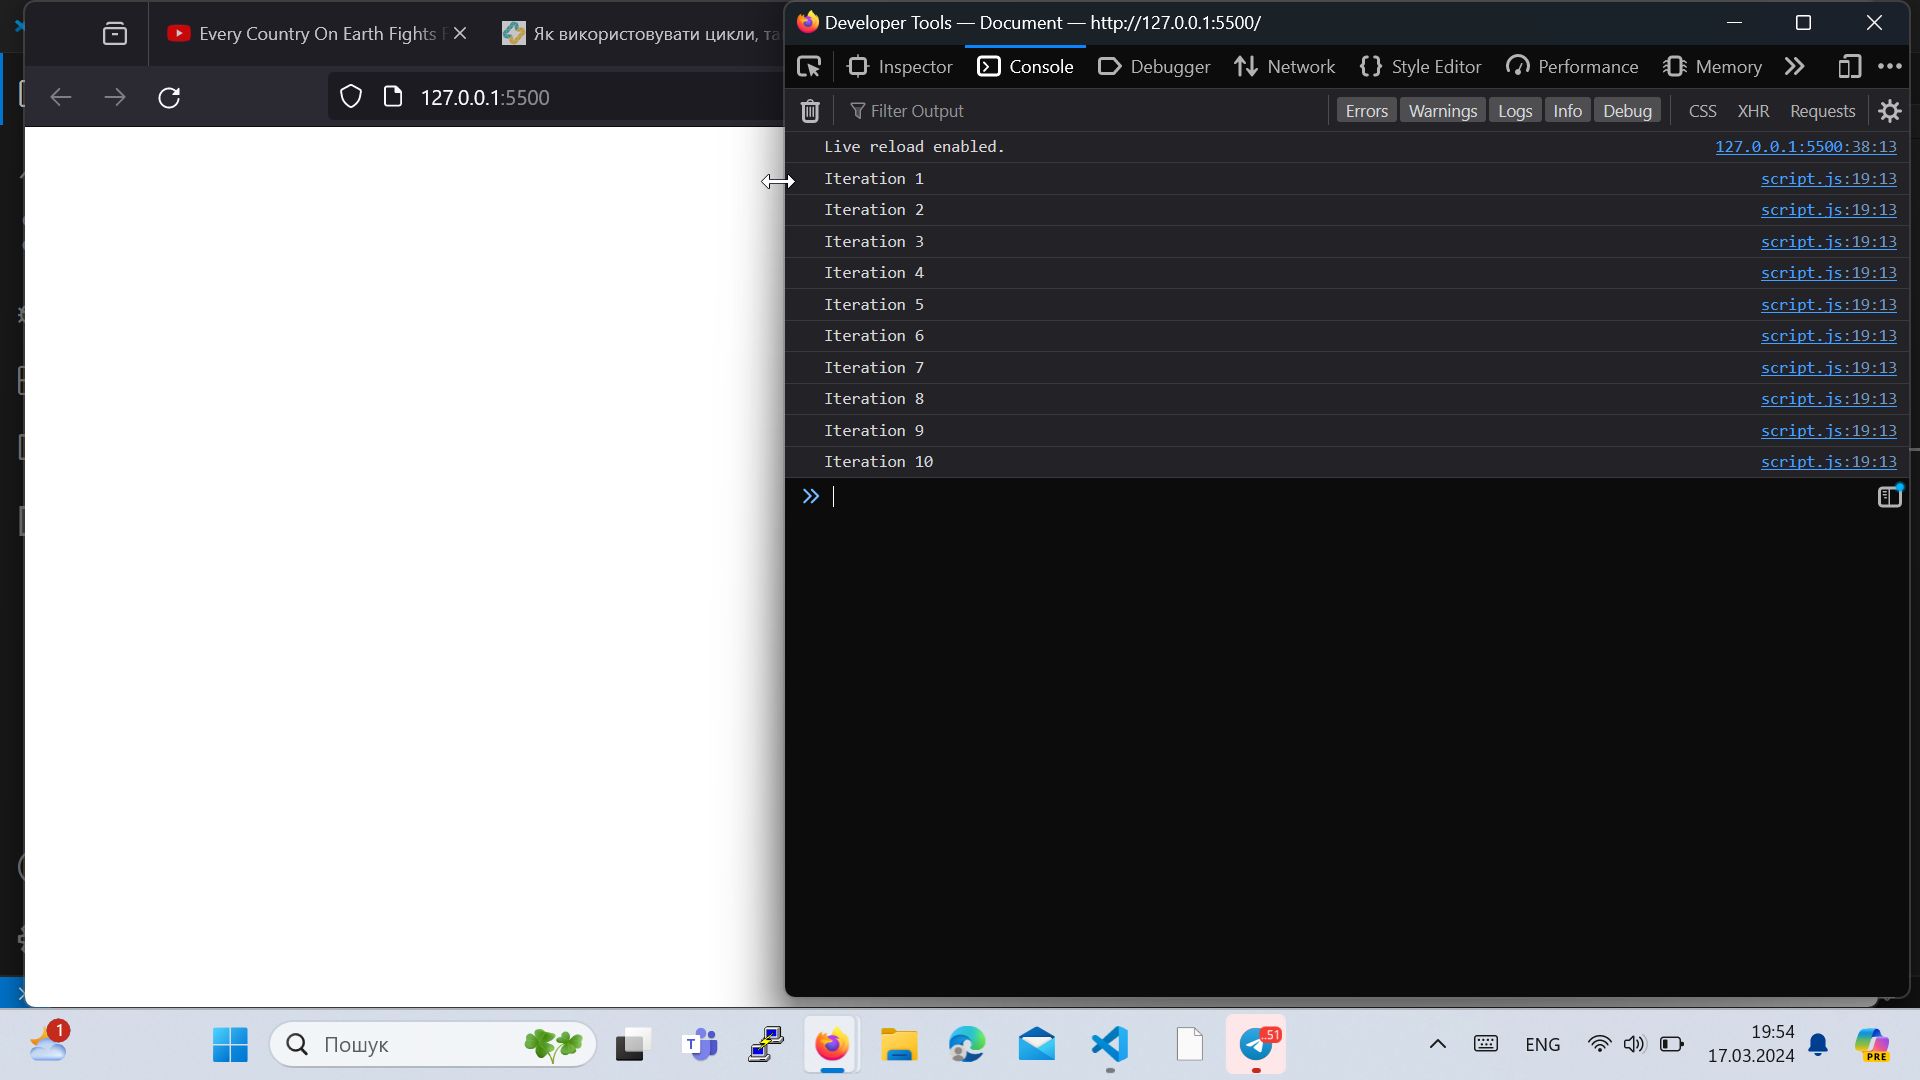 Every Country On Earth Fights
Як використовувати цикли, та
127.0.0.1:5500
Developer Tools — Document — http://127.0.0.1:5500/
Inspector
Console
Debugger
Network
Style Editor
Performance
Memory
Filter Output
Errors
Warnings
Logs
Info
Debug
CSS
XHR
Requests
Live reload enabled. 127.0.0.1:5500:38:13
Iteration 1 script.js:19:13
Iteration 2 script.js:19:13
Iteration 3 script.js:19:13
Iteration 4 script.js:19:13
Iteration 5 script.js:19:13
Iteration 6 script.js:19:13
Iteration 7 script.js:19:13
Iteration 8 script.js:19:13
Iteration 9 script.js:19:13
Iteration 10 script.js:19:13
1
Пошук
T
..51
ENG
19:54
17.03.2024
PRE